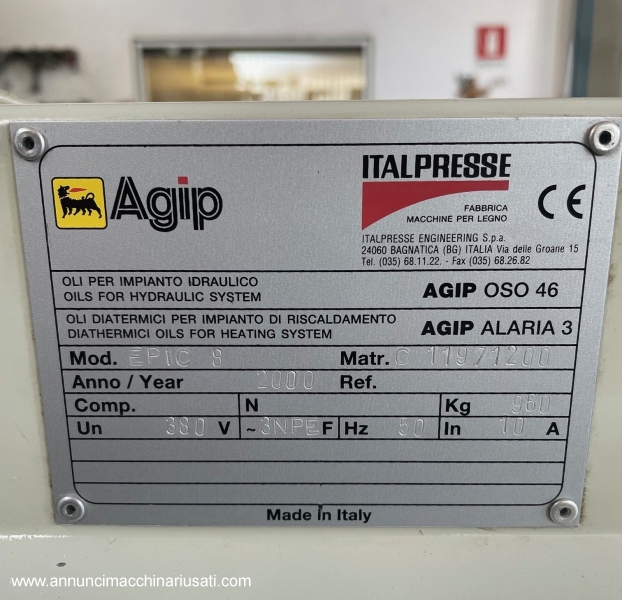 Agip
ITALPRESSE
FABBRICA
MACCHINE PER LEGNO
CE
ITALPRESSE ENGINEERING S.p.a.
24060 BAGNATICA (BG) ITALIA Via delle Groane 15
Tel. (035) 68.11.22. - Fax (035) 68.26.82
OLI PER IMPIANTO IDRAULICO
OILS FOR HYDRAULIC SYSTEM
AGIP OSO 46
OLI DIATERMICI PER IMPIANTO DI RISCALDAMENTO
DIATHERMICI OILS FOR HEATING SYSTEM
AGIP ALARIA 3
Mod. EPIC 8 Matr. C 1197/1200
Anno / Year 2000 Ref.
Comp. N Kg 960
Un 380 V ~ 3NPE F Hz 50 In 10 A
Made in Italy
www.annuncimacchinariusati.com